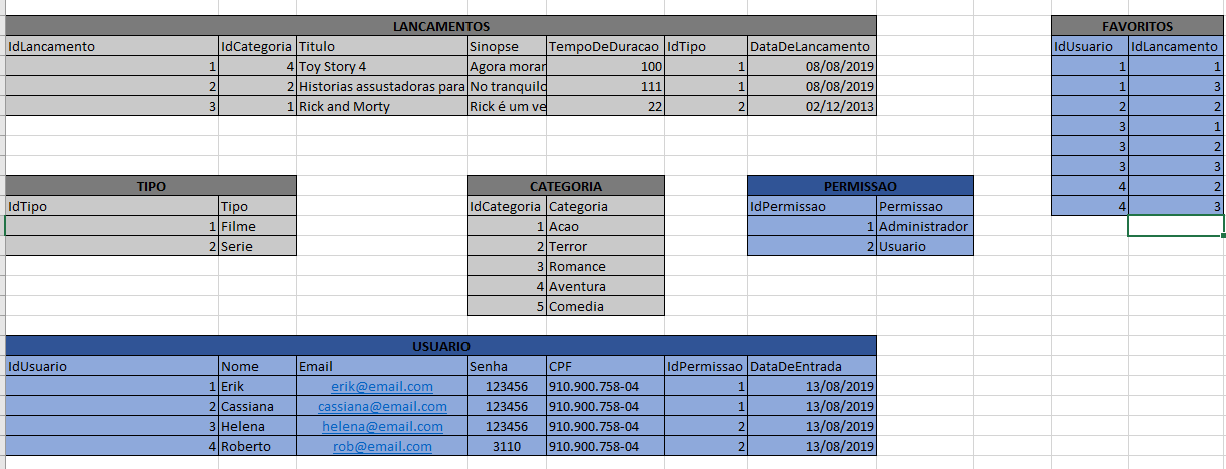 LANCAMENTOS FAVORITOS
IdLancamento IdCategoria Titulo Sinopse TempoDeDuracao IdTipo DataDeLancamento IdUsuario IdLancamento
1 4 Toy Story 4 Agora morar 100 1 08/08/2019 1 1
2 2 Historias assustadoras para No tranquilo 111 1 08/08/2019 1 3
3 1 Rick and Morty Rick é um ve 22 2 02/12/2013 2 2
3 1
3 2
3 3
TIPO CATEGORIA PERMISSAO 4 2
IdTipo Tipo IdCategoria Categoria IdPermissao Permissao 4 3
1 Filme 1 Acao 1 Administrador
2 Serie 2 Terror 2 Usuario
3 Romance
4 Aventura
5 Comedia
USUARIO
IdUsuario Nome Email Senha CPF IdPermissao DataDeEntrada
1 Erik erik@email.com 123456 910.900.758-04 1 13/08/2019
2 Cassiana cassiana@email.com 123456 910.900.758-04 1 13/08/2019
3 Helena helena@email.com 123456 910.900.758-04 2 13/08/2019
4 Roberto rob@email.com 3110 910.900.758-04 2 13/08/2019